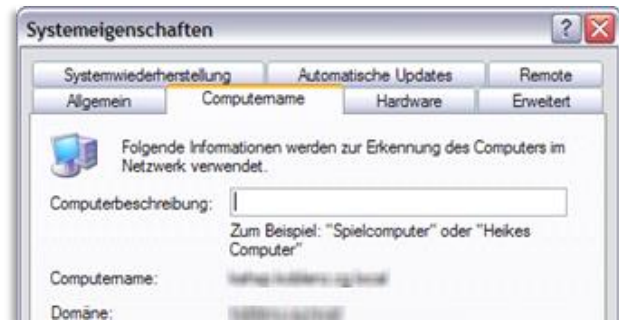 Systemeigenschaften
Systemwiederherstellung Automatische Updates Remote
Allgemein Computername Hardware Erweitert
Folgende Informationen werden zur Erkennung des Computers im
Netzwerk verwendet.
Computerbeschreibung:
Zum Beispiel: "Spielcomputer" oder "Heikes
Computer"
Computername:
Domäne: